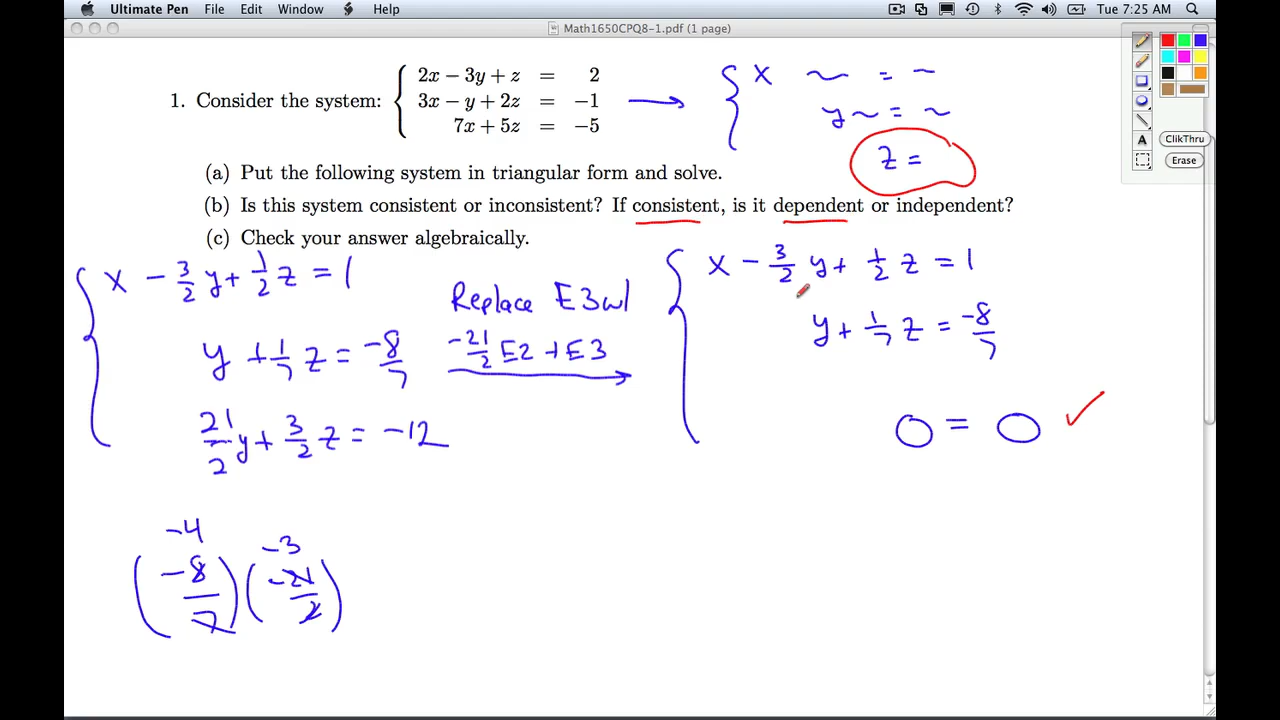 Ultimate Pen File Edit Window Help Tue 7:25 AM
Math1650CPQ8-1.pdf (1 page)
1. Consider the system: { 2x − 3y + z = 2
3x − y + 2z = −1
7x + 5z = −5
→ { x ~ = ~
y ~ = ~
z =
(a) Put the following system in triangular form and solve.
(b) Is this system consistent or inconsistent? If consistent, is it dependent or independent?
(c) Check your answer algebraically.
{ x − 3/2 y + 1/2 z = 1
y + 1/7 z = −8/7
21/2 y + 3/2 z = −12
Replace E3 w/
−21/2 E2 + E3
{ x − 3/2 y + 1/2 z = 1
y + 1/7 z = −8/7
0 = 0 ✓
−4 −3
(−8/7)(−21/2)
A
ClikThru
Erase